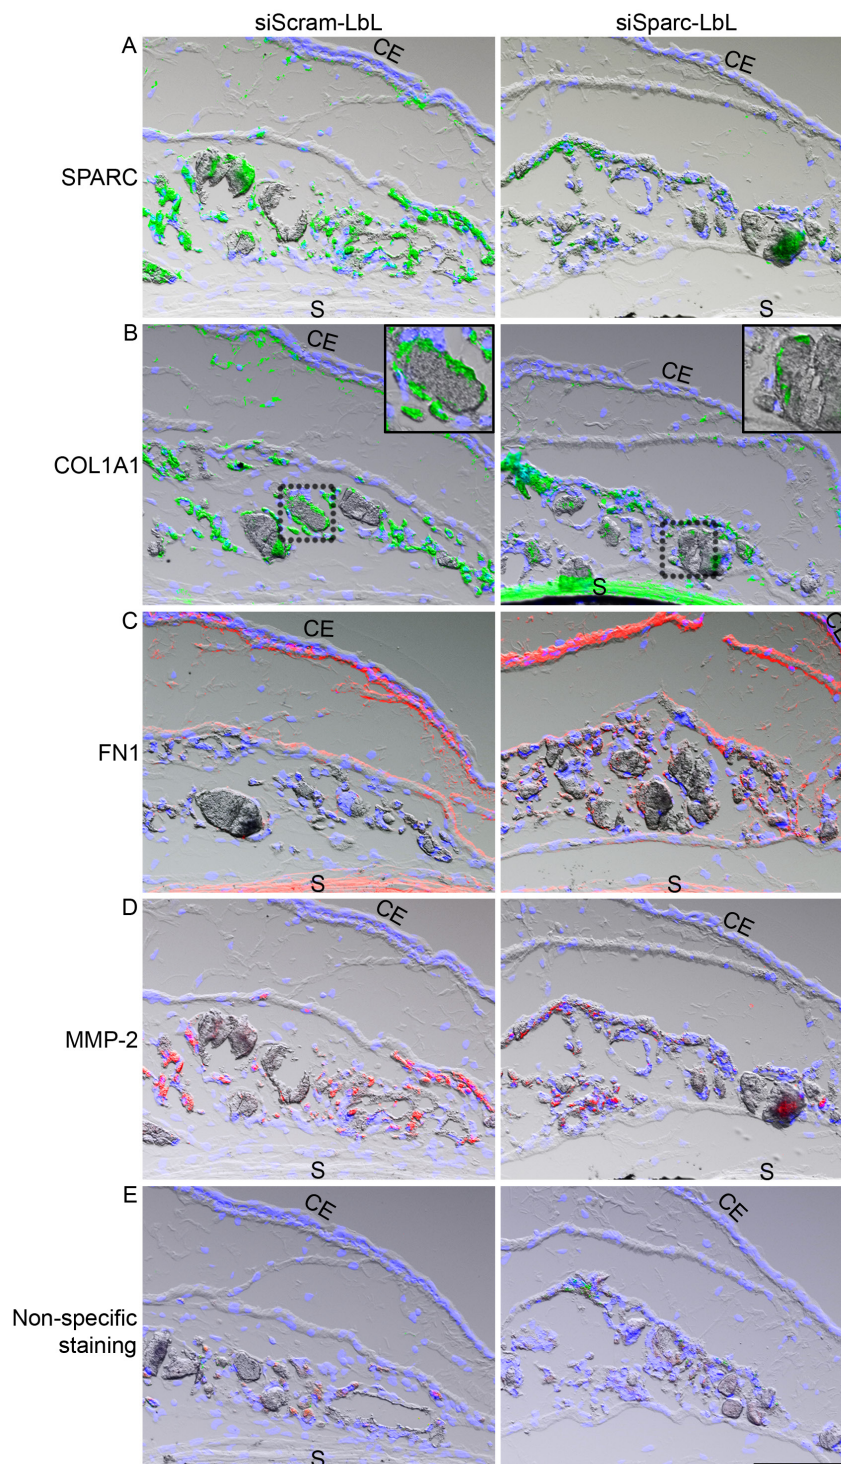 siScram-LbL siSparc-LbL
A CE CE
SPARC
S S
B CE CE
COL1A1
S
C CE CE
FN1
S S
D CE CE
MMP-2
S S
E CE CE
Non-specific
staining
S